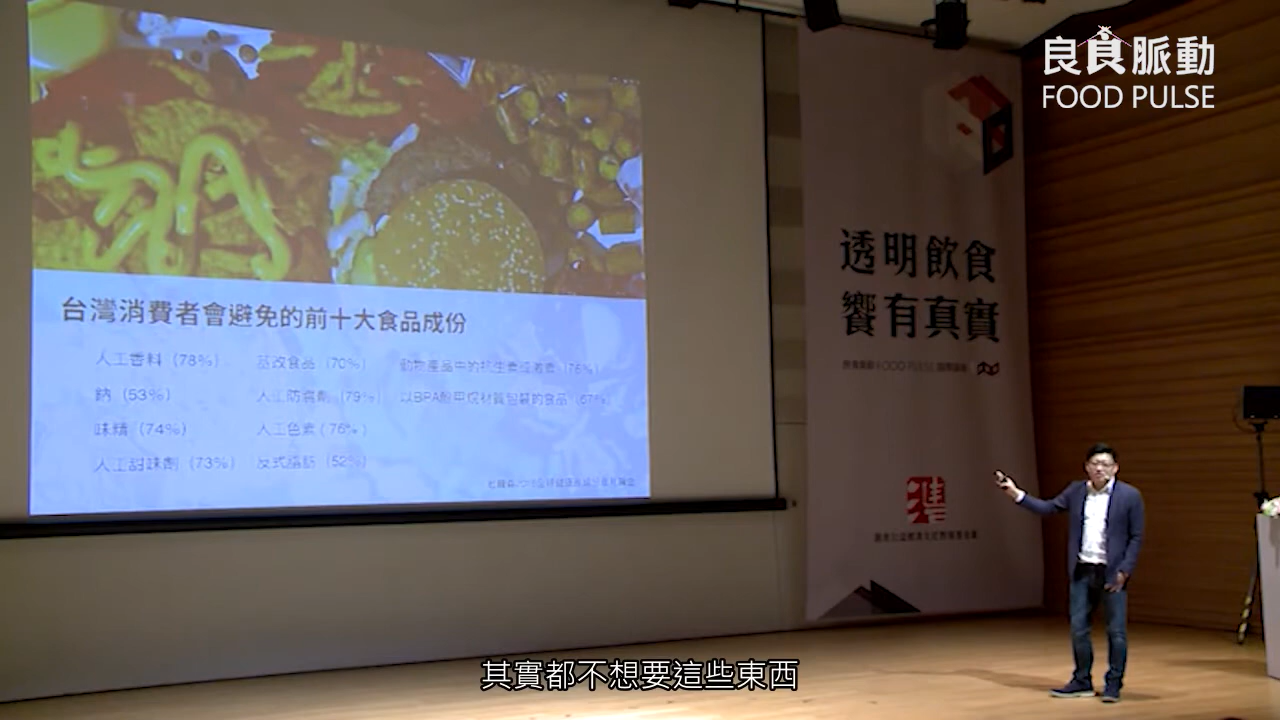 良食脈動
FOOD PULSE
透明飲食
饗有真實
台灣消費者會避免的前十大食品成份
人工香料（78%） 基改食品（70%） 動物產品中的抗生素或激素（76%）
鈉（53%） 人工防腐劑（79%） 以BPA酚甲烷材質包裝的食品（67%）
味精（74%） 人工色素（76%）
人工甜味劑（73%） 反式脂肪（52%）
其實都不想要這些東西